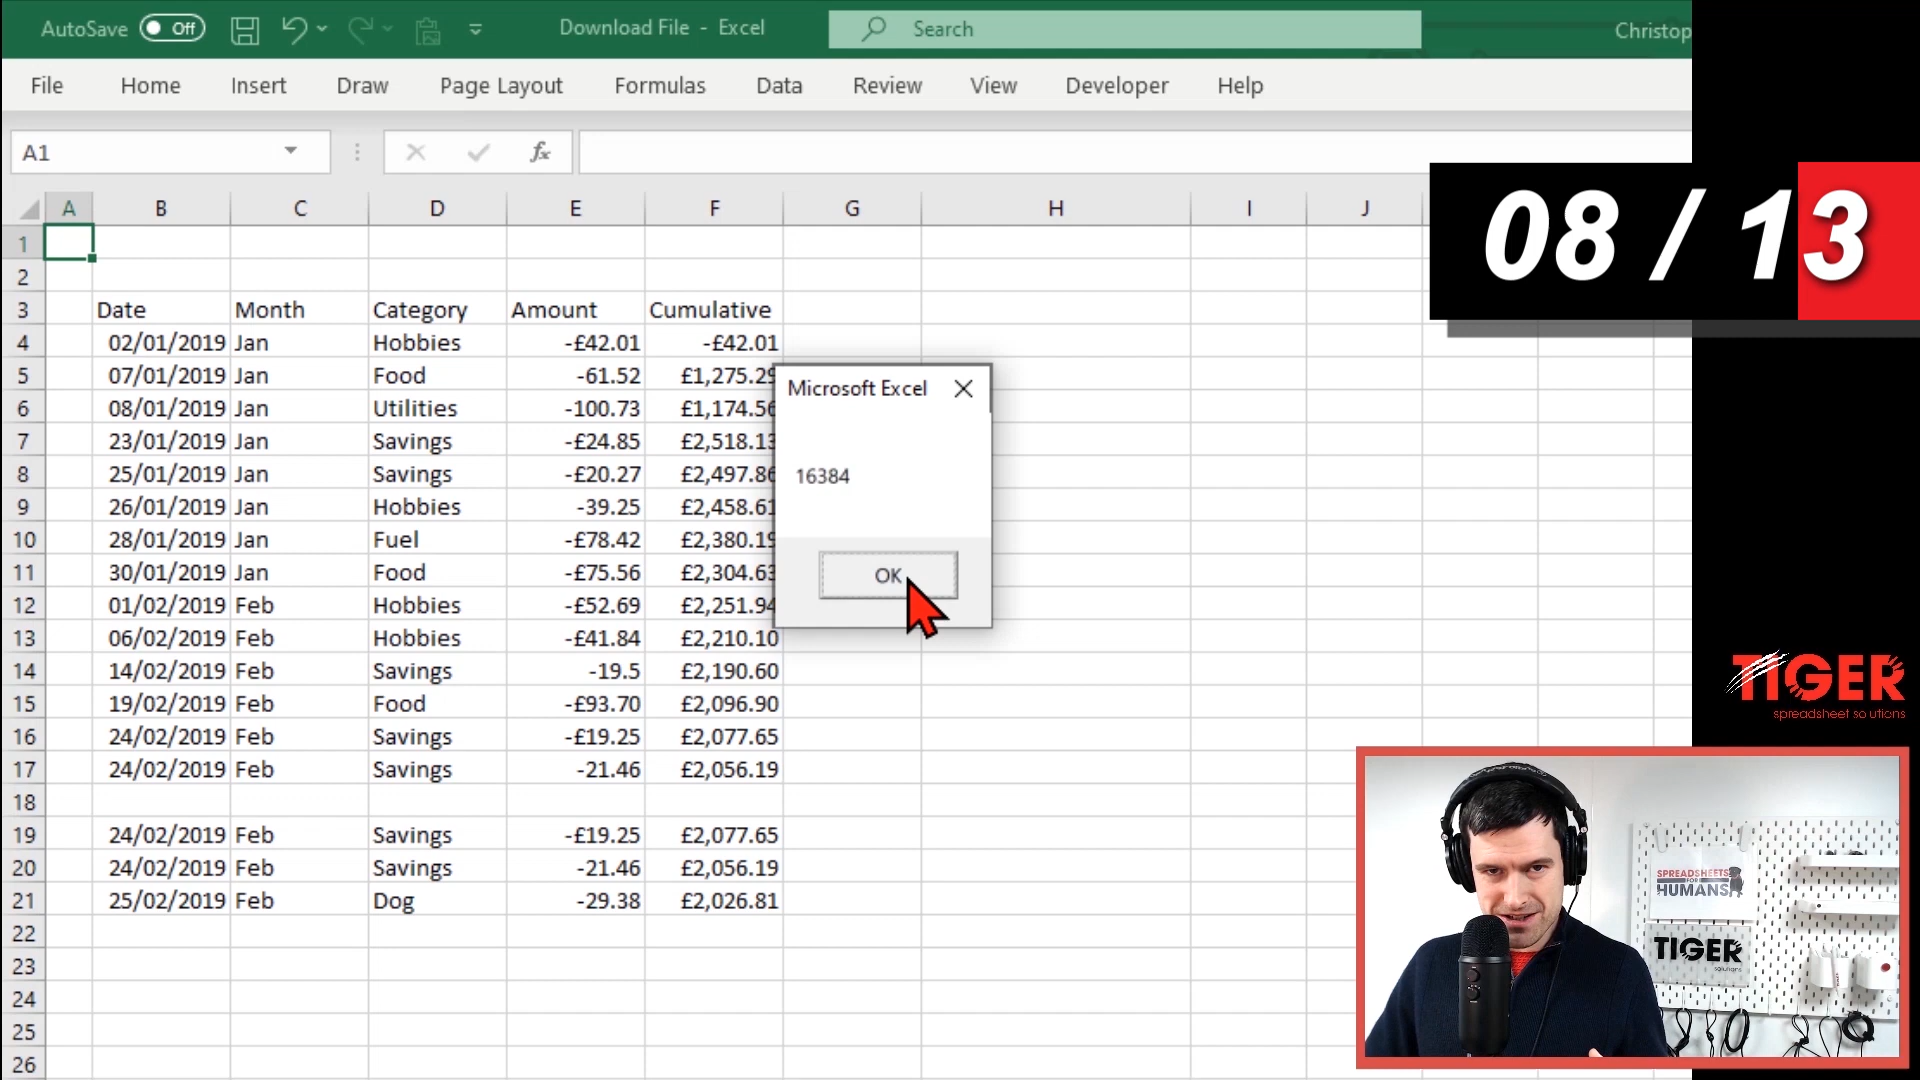 AutoSave Off Download File - Excel Search Christop
File Home Insert Draw Page Layout Formulas Data Review View Developer Help
A1 fx
08 / 13
A B C D E F G H I J
1
2
3 Date Month Category Amount Cumulative
4 02/01/2019 Jan Hobbies -£42.01 -£42.01
5 07/01/2019 Jan Food -61.52 £1,275.29
6 08/01/2019 Jan Utilities -100.73 £1,174.56
7 23/01/2019 Jan Savings -£24.85 £2,518.13
8 25/01/2019 Jan Savings -£20.27 £2,497.86
9 26/01/2019 Jan Hobbies -39.25 £2,458.61
10 28/01/2019 Jan Fuel -£78.42 £2,380.19
11 30/01/2019 Jan Food -£75.56 £2,304.63
12 01/02/2019 Feb Hobbies -£52.69 £2,251.94
13 06/02/2019 Feb Hobbies -£41.84 £2,210.10
14 14/02/2019 Feb Savings -19.5 £2,190.60
15 19/02/2019 Feb Food -£93.70 £2,096.90
16 24/02/2019 Feb Savings -£19.25 £2,077.65
17 24/02/2019 Feb Savings -21.46 £2,056.19
18
19 24/02/2019 Feb Savings -£19.25 £2,077.65
20 24/02/2019 Feb Savings -21.46 £2,056.19
21 25/02/2019 Feb Dog -29.38 £2,026.81
22
23
24
25
26
Microsoft Excel
16384
OK
TIGER
spreadsheet solutions
SPREADSHEETS
FOR
HUMANS
TIGER
solutions